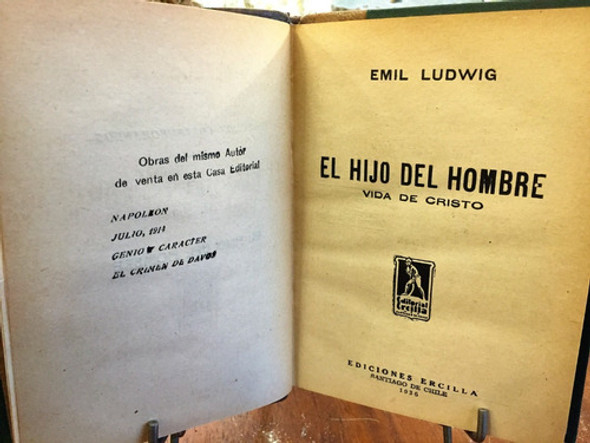 Obras del mismo Autór
de venta en esta Casa Editorial
NAPOLEON
JULIO, 1914
GENIO Y CARACTER
EL CRIMEN DE DAVOS
EMIL LUDWIG
EL HIJO DEL HOMBRE
VIDA DE CRISTO
Editorial
Ercilla
EDICIONES ERCILLA
SANTIAGO DE CHILE
1936